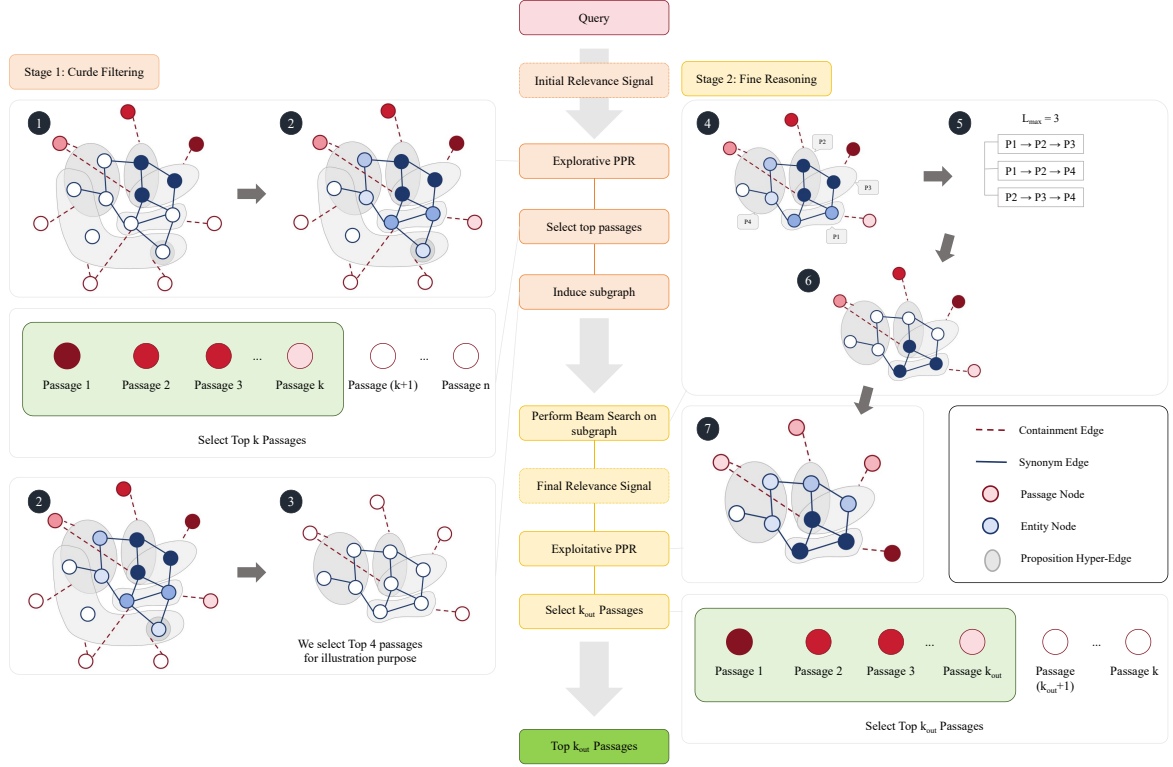 Query
Stage 1: Curde Filtering
Initial Relevance Signal
Stage 2: Fine Reasoning
1
2
Explorative PPR
Select top passages
Induce subgraph
4
P2
P3
P4
P1
5
Lmax = 3
P1 → P2 → P3
P1 → P2 → P4
P2 → P3 → P4
6
Passage 1
Passage 2
Passage 3
...
Passage k
Passage (k+1)
...
Passage n
Select Top k Passages
Perform Beam Search on
subgraph
Final Relevance Signal
Exploitative PPR
Select kout Passages
7
Containment Edge
Synonym Edge
Passage Node
Entity Node
Proposition Hyper-Edge
2
3
We select Top 4 passages
for illustration purpose
Passage 1
Passage 2
Passage 3
...
Passage kout
Passage
(kout+1)
...
Passage k
Select Top kout Passages
Top kout Passages